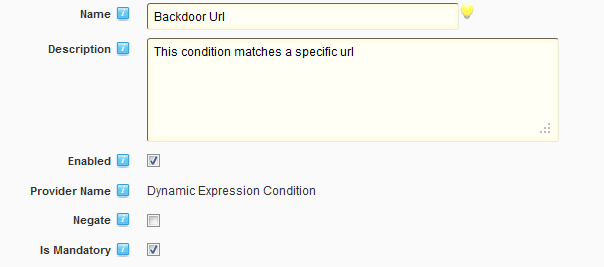 Name Backdoor Url
Description This condition matches a specific url
Enabled
Provider Name Dynamic Expression Condition
Negate
Is Mandatory